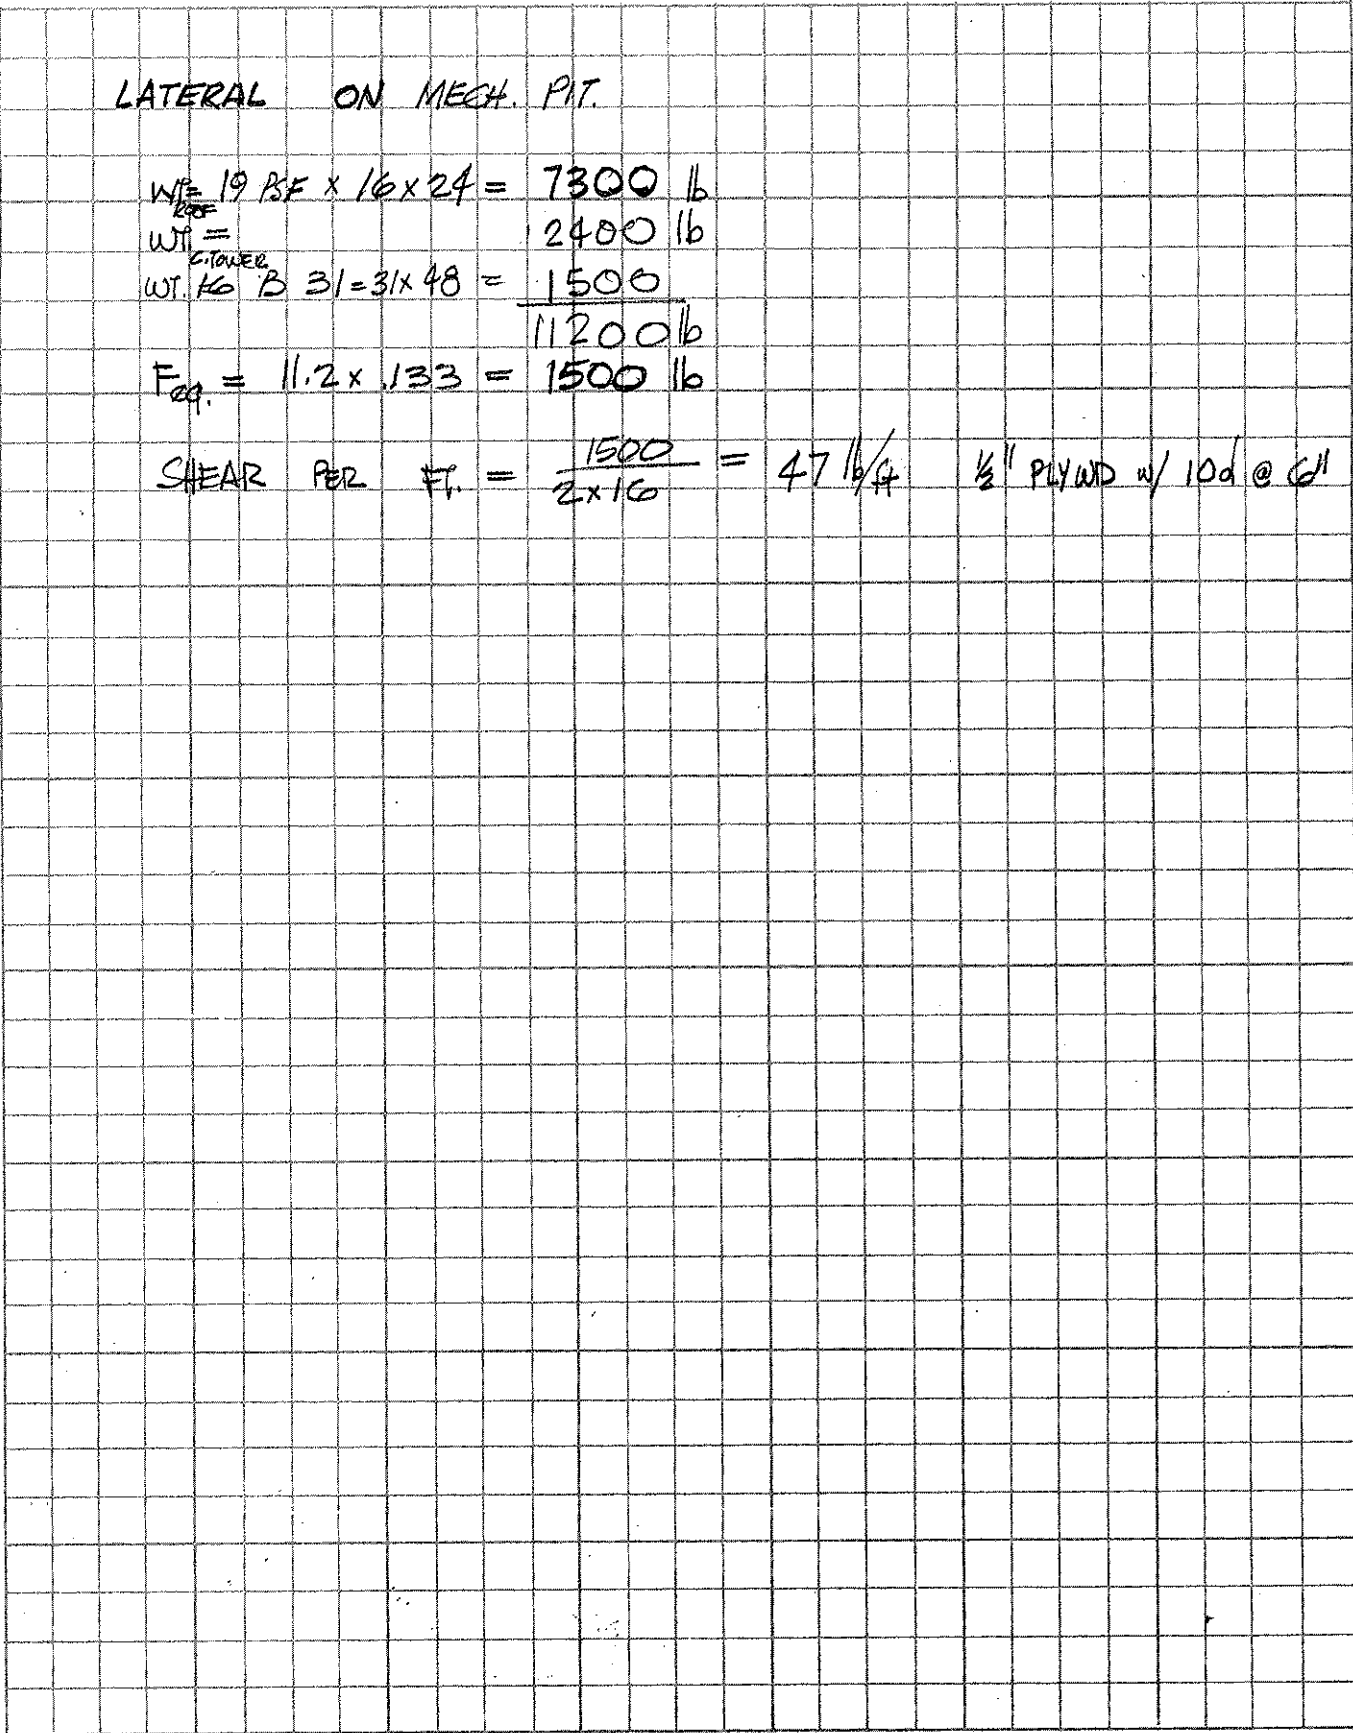 LATERAL ON MECH. PIT.
WT. ROOF = 19 PSF x 16 x 24 = 7300 lb
WT. C.TOWER = 2400 lb
WT. 16 B 31 = 31 x 48 = 1500
11200 lb
Feq. = 11.2 x .133 = 1500 lb
SHEAR PER FT. = 1500 / 2x16 = 47 lb/ft 1/2" PLYWD w/ 10d @ 6"